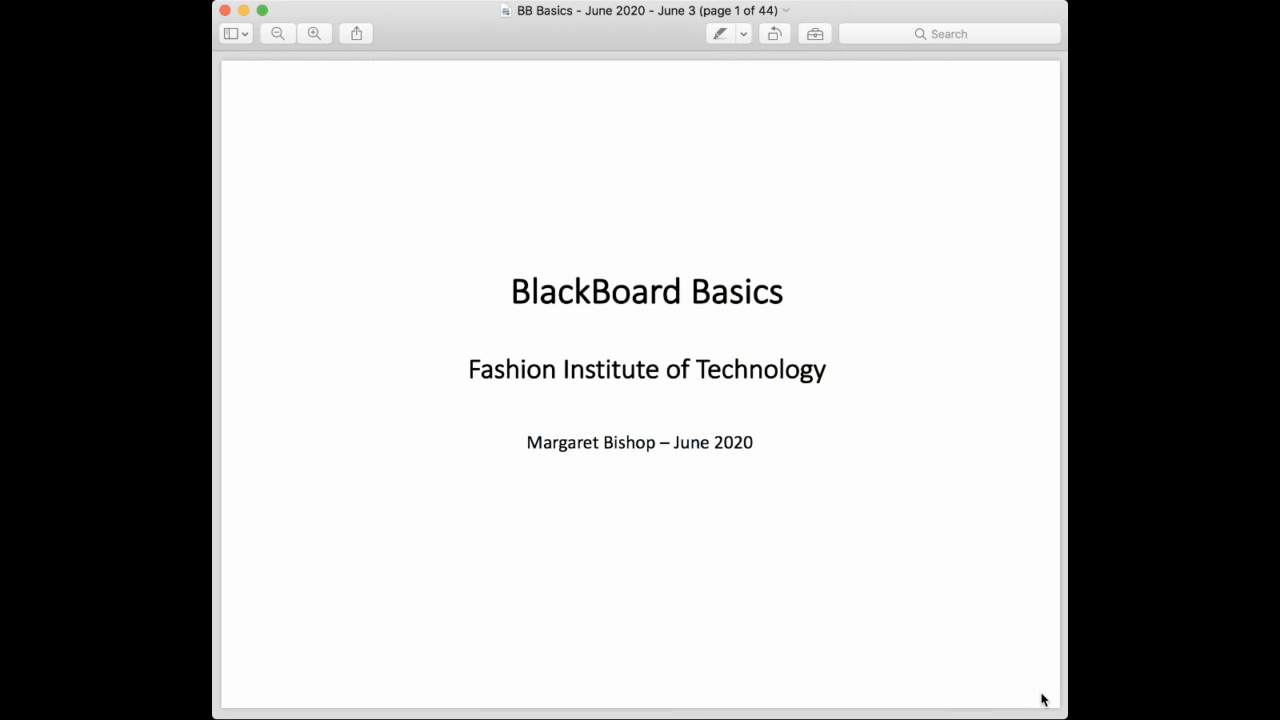 BB Basics - June 2020 - June 3 (page 1 of 44)
Search
BlackBoard Basics
Fashion Institute of Technology
Margaret Bishop – June 2020